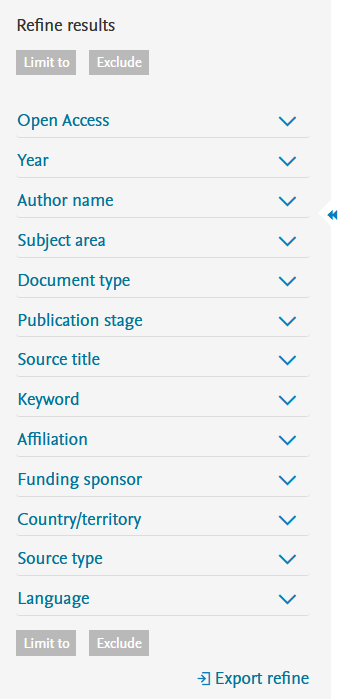 Refine results
Limit to Exclude
Open Access
Year
Author name
Subject area
Document type
Publication stage
Source title
Keyword
Affiliation
Funding sponsor
Country/territory
Source type
Language
Limit to Exclude
Export refine